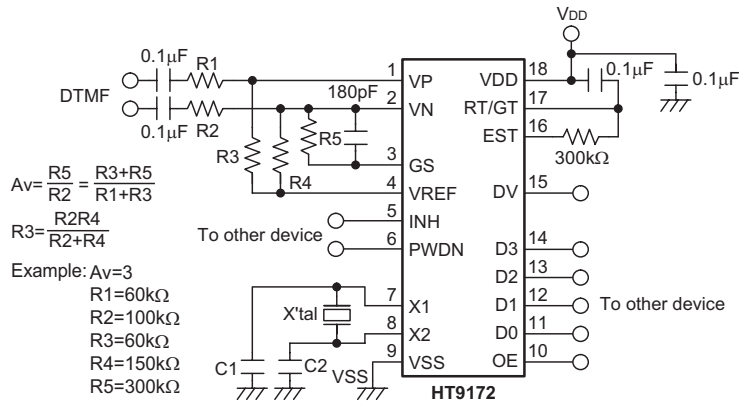 VDD
0.1µF
R1
1
VP
VDD
18
0.1µF
0.1µF
DTMF
180pF
2
VN
RT/GT
17
0.1µF
R2
R5
EST
16
R3
300kΩ
3
GS
R4
4
VREF
DV
15
Av=R5/R2=R3+R5/R1+R3
5
INH
To other device
6
PWDN
D3
14
R3=R2R4/R2+R4
D2
13
Example: Av=3
R1=60kΩ
R2=100kΩ
R3=60kΩ
R4=150kΩ
R5=300kΩ
X'tal
7
X1
D1
12
To other device
8
X2
D0
11
C1
C2
VSS
9
VSS
OE
10
HT9172